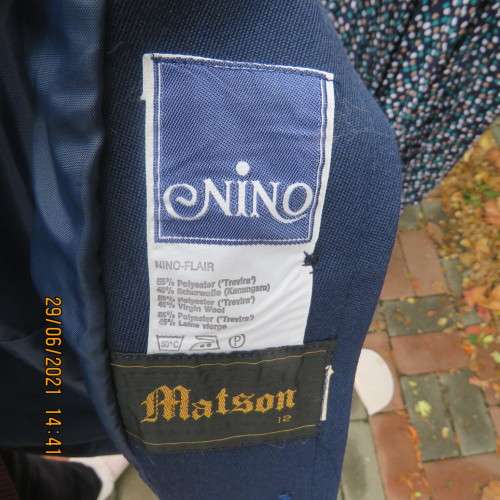 NINO
NINO-FLAIR
55% Polyester ('Trevira')
45% Schurwolle (Kammgarn)
55% Polyester ('Trevira')
45% Virgin Wool
55% Polyester ('Trevira')
45% Laine vierge
30°C P
Matson
12
29/06/2021 14:41